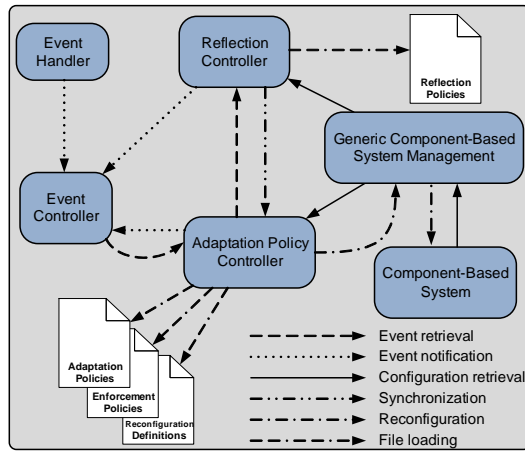 Event
Handler
Reflection
Controller
Reflection
Policies
Generic Component-Based
System Management
Event
Controller
Adaptation Policy
Controller
Component-Based
System
Adaptation
Policies
Enforcement
Policies
Reconfiguration
Definitions
Event retrieval
Event notification
Configuration retrieval
Synchronization
Reconfiguration
File loading